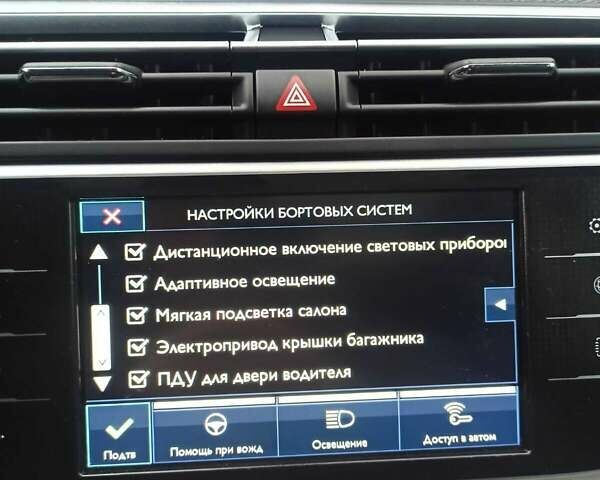 НАСТРОЙКИ БОРТОВЫХ СИСТЕМ
Дистанционное включение световых приборо
Адаптивное освещение
Мягкая подсветка салона
Электропривод крышки багажника
ПДУ для двери водителя
Подтв
Помощь при вожд
Освещение
Доступ в автом